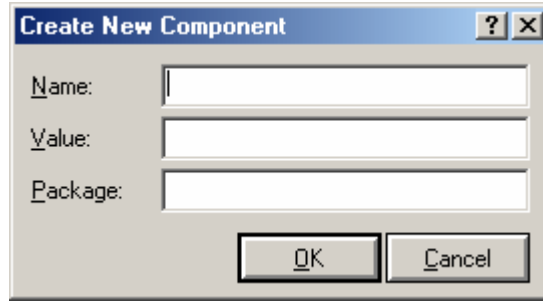 Create New Component
Name:
Value:
Package:
OK
Cancel